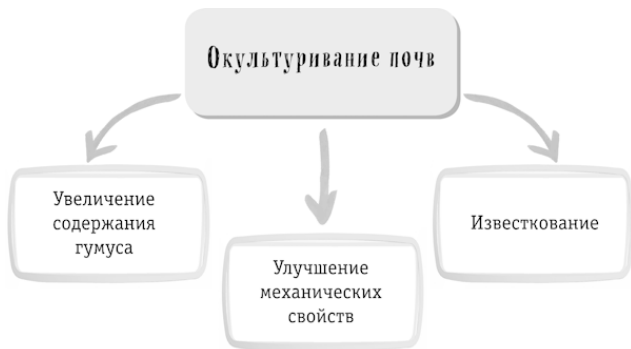 Окультуривание почв
Увеличение
содержания
гумуса
Улучшение
механических
свойств
Известкование